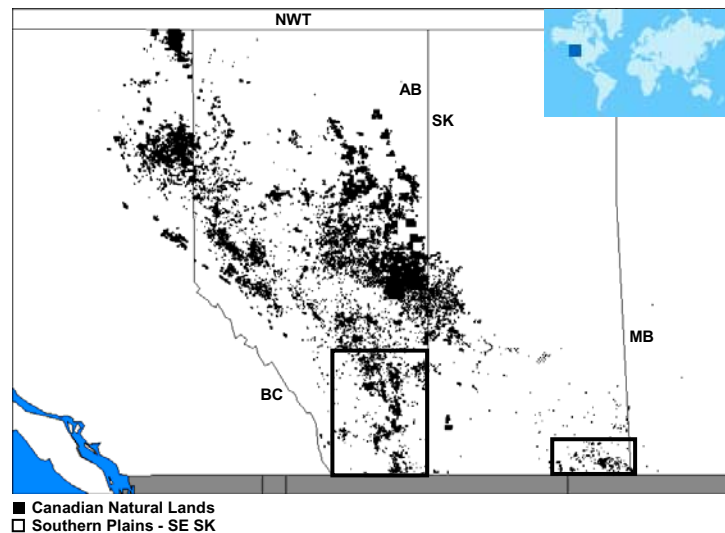 NWT
AB
SK
MB
BC
Canadian Natural Lands
Southern Plains - SE SK